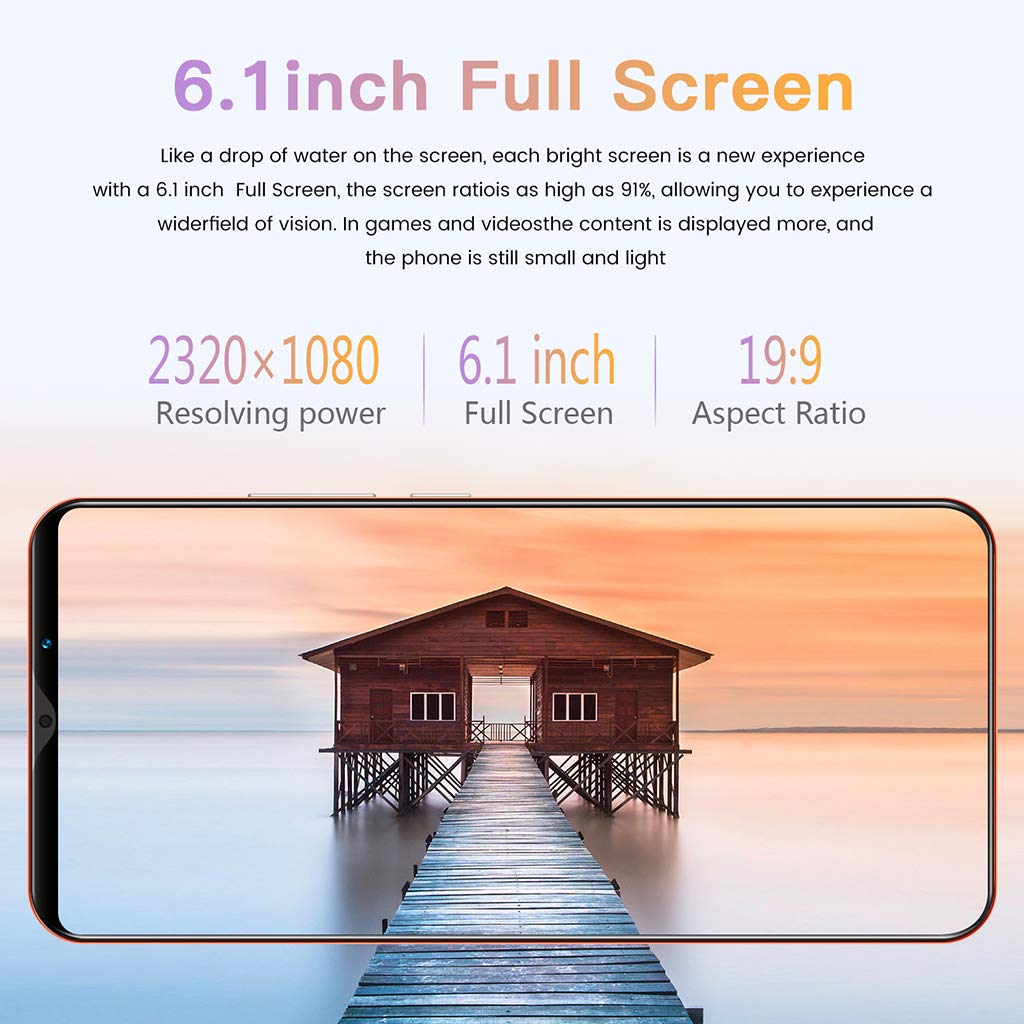 6.1inch Full Screen
Like a drop of water on the screen, each bright screen is a new experience
with a 6.1 inch Full Screen, the screen ratiois as high as 91%, allowing you to experience a
widerfield of vision. In games and videosthe content is displayed more, and
the phone is still small and light
2320×1080 6.1 inch 19:9
Resolving power Full Screen Aspect Ratio